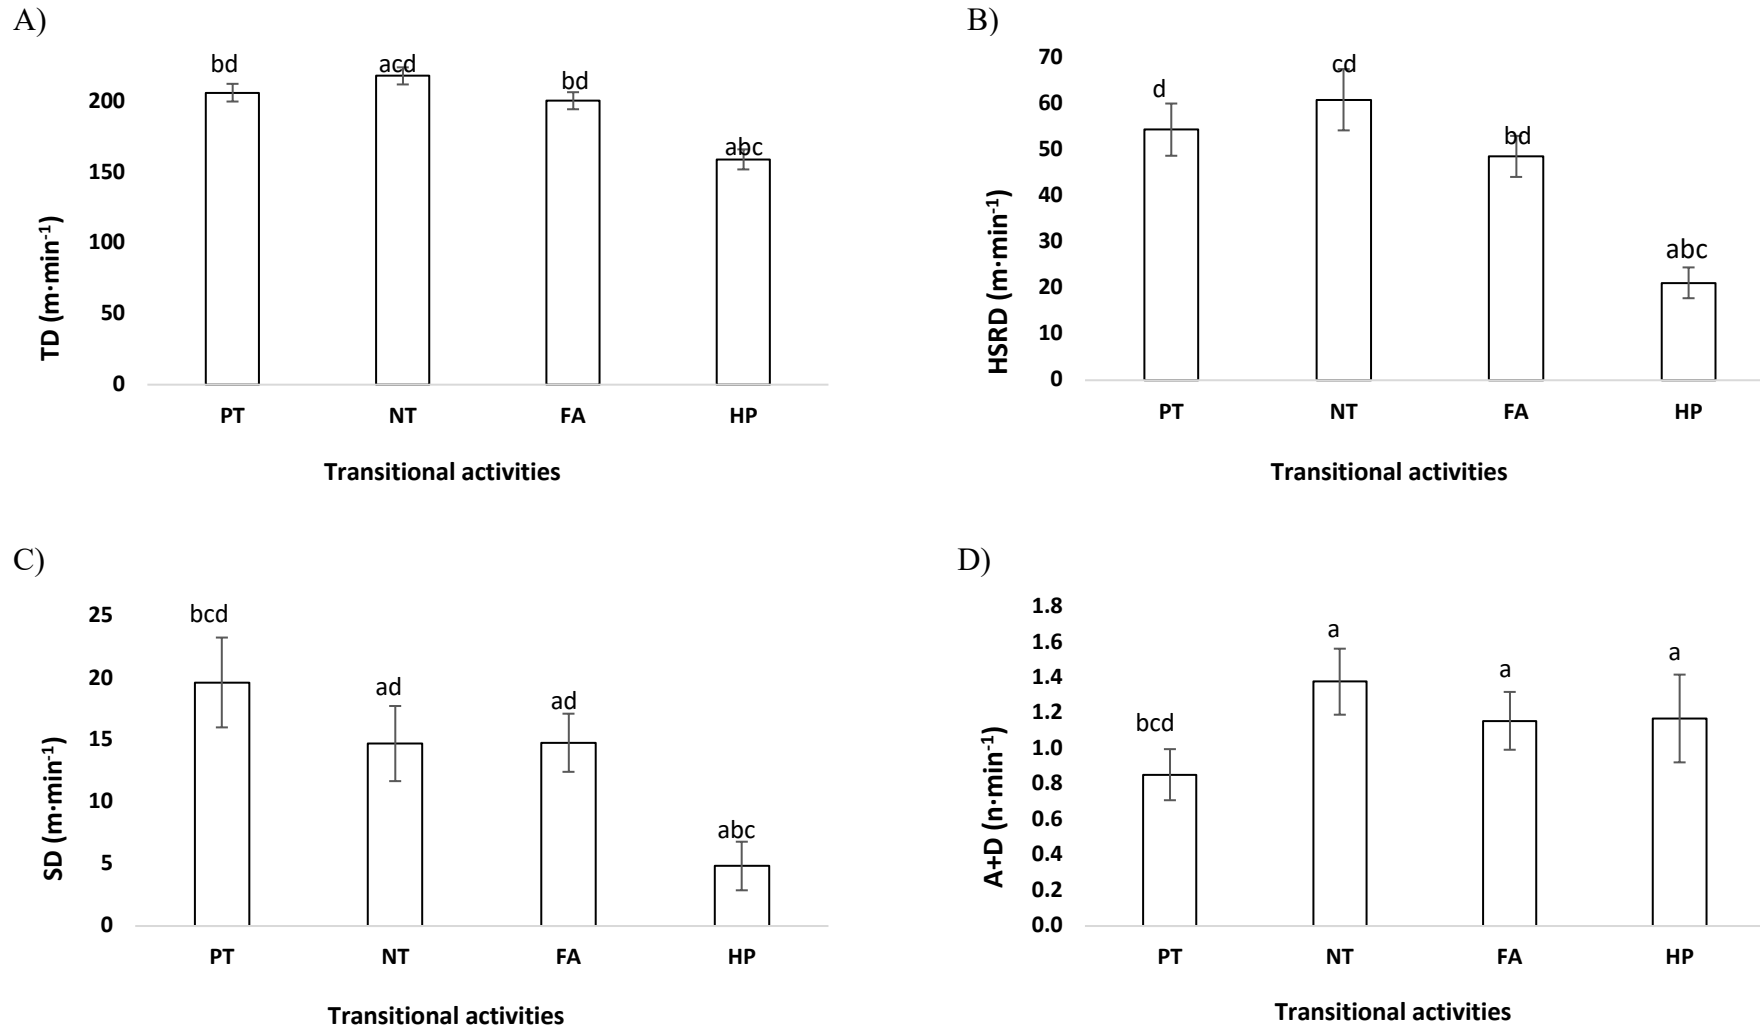 A)
bd
acd
bd
abc
200
150
100
50
0
TD (m·min-1)
PT NT FA HP
Transitional activities
B)
70
60
50
40
30
20
10
0
d
cd
bd
abc
HSRD (m·min-1)
PT NT FA HP
Transitional activities
C)
25
20
15
10
5
0
bcd
ad
ad
abc
SD (m·min-1)
PT NT FA HP
Transitional activities
D)
1.8
1.6
1.4
1.2
1.0
0.8
0.6
0.4
0.2
0.0
bcd
a
a
a
A+D (n·min-1)
PT NT FA HP
Transitional activities